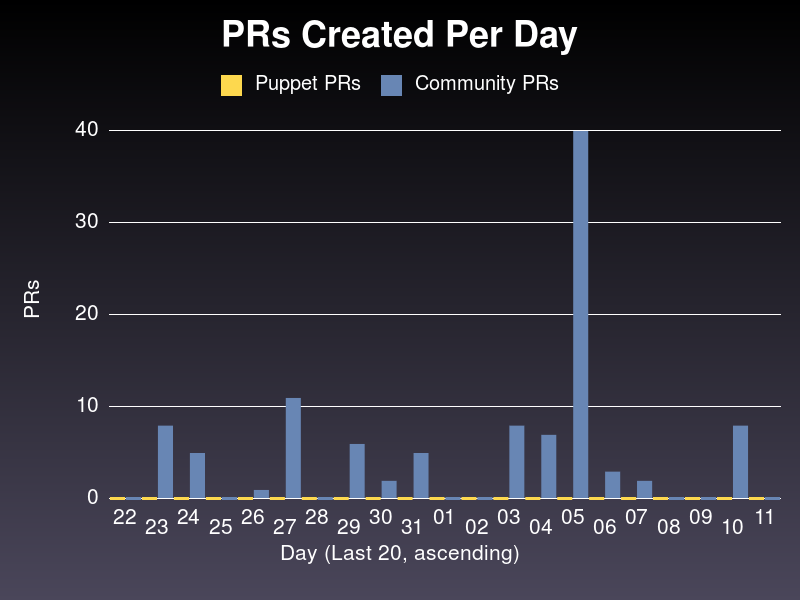 PRs Created Per Day
Puppet PRs Community PRs
40
30
20
10
0
PRs
22 23 24 25 26 27 28 29 30 31 01 02 03 04 05 06 07 08 09 10 11
Day (Last 20, ascending)